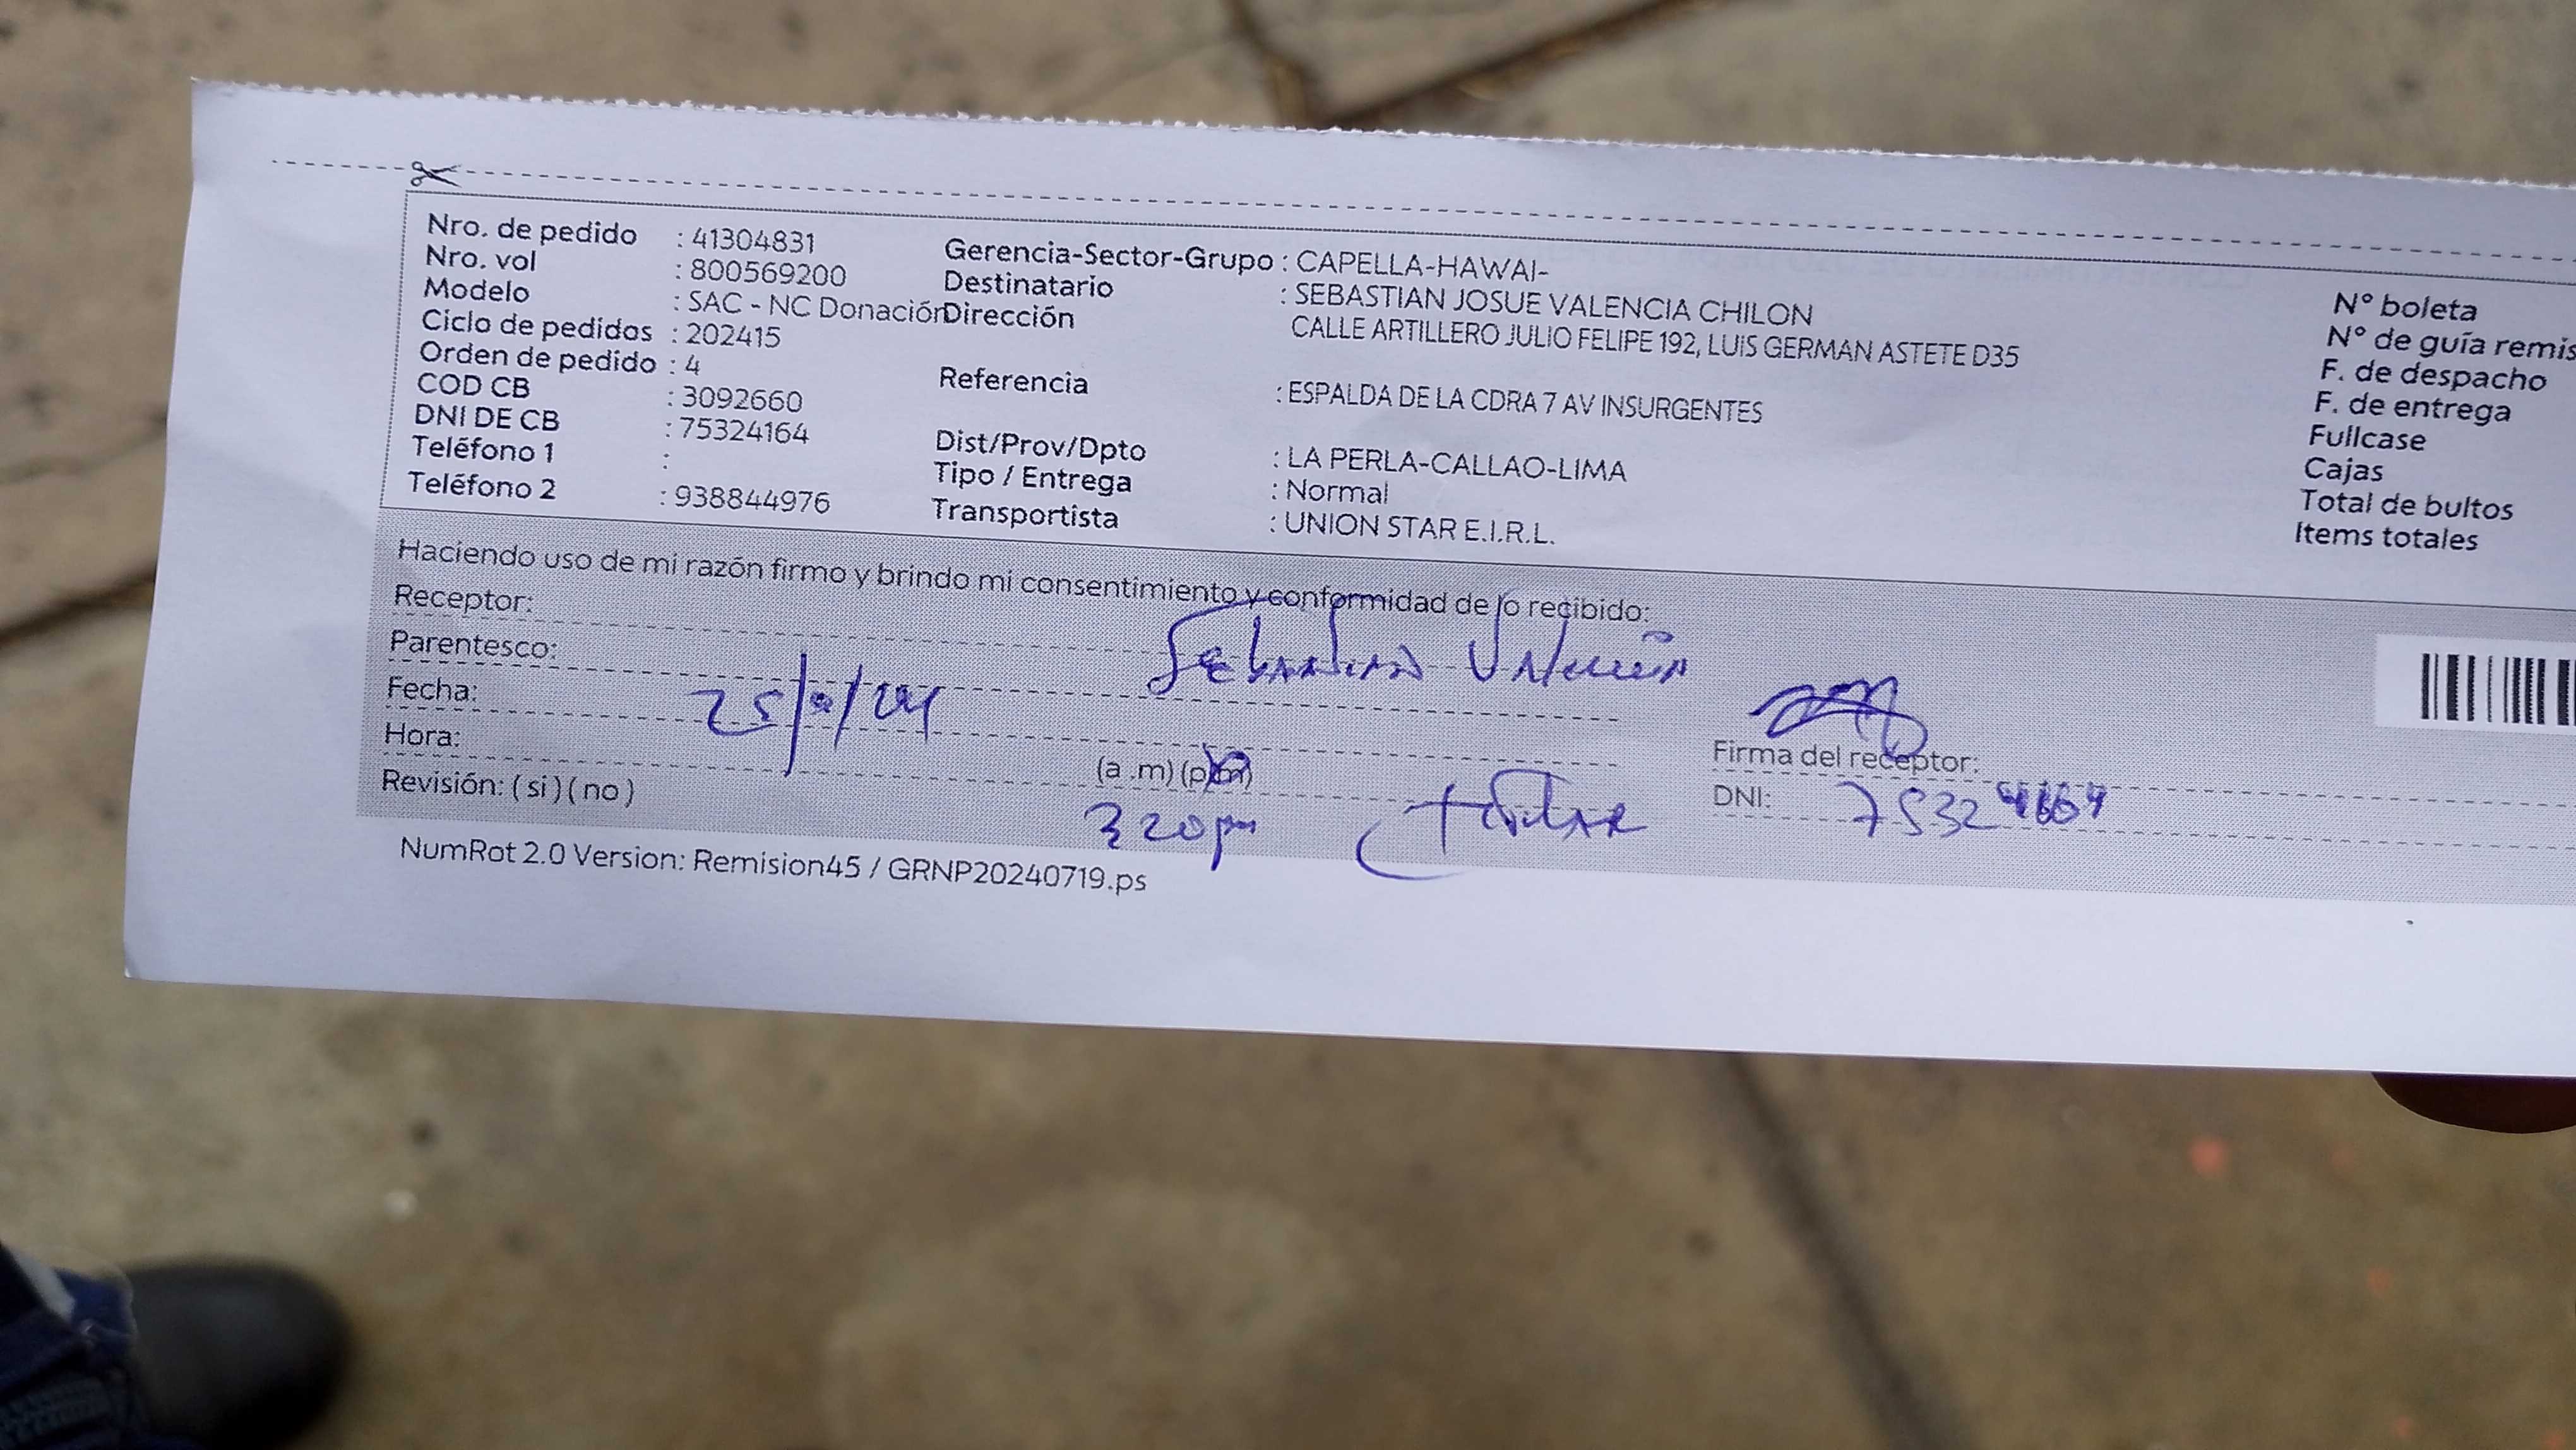 Nro. de pedido : 41304831
Nro. vol : 800569200
Modelo : SAC - NC Donación
Ciclo de pedidos : 202415
Orden de pedido : 4
COD CB : 3092660
DNI DE CB : 75324164
Teléfono 1 :
Teléfono 2 : 938844976
Gerencia-Sector-Grupo : CAPELLA-HAWAI-
Destinatario : SEBASTIAN JOSUE VALENCIA CHILON
Dirección CALLE ARTILLERO JULIO FELIPE 192, LUIS GERMAN ASTETE D35
Referencia : ESPALDA DE LA CDRA 7 AV INSURGENTES
Dist/Prov/Dpto : LA PERLA-CALLAO-LIMA
Tipo / Entrega : Normal
Transportista : UNION STAR E.I.R.L.
N° boleta
N° de guía remis
F. de despacho
F. de entrega
Fullcase
Cajas
Total de bultos
Items totales
Haciendo uso de mi razón firmo y brindo mi consentimiento y conformidad de lo recibido:
Receptor: Sebastian Valencia
Parentesco:
Fecha:
Hora: (a .m) (p.m)
320pm
Titular
Revisión: ( si ) ( no )
Firma del receptor:
DNI:
NumRot 2.0 Version: Remision45 / GRNP20240719.ps